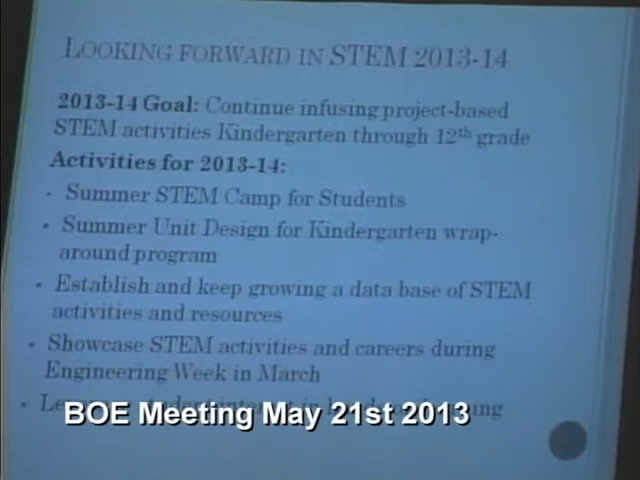 LOOKING FORWARD IN STEM 2013-14
2013-14 Goal: Continue infusing project-based
STEM activities Kindergarten through 12th grade
Activities for 2013-14:
• Summer STEM Camp for Students
• Summer Unit Design for Kindergarten wrap-
around program
• Establish and keep growing a data base of STEM
activities and resources
• Showcase STEM activities and careers during
Engineering Week in March
BOE Meeting May 21st 2013